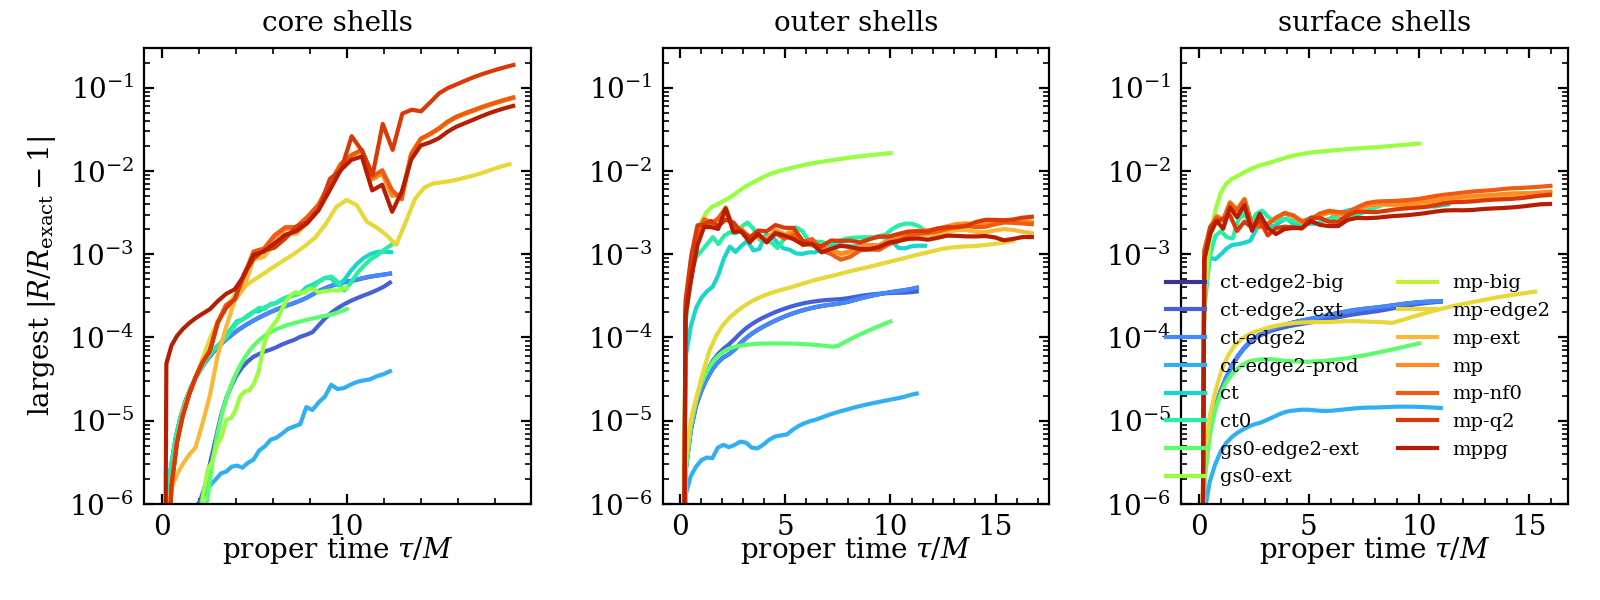 core shells
outer shells
surface shells
largest |R/R_exact − 1|
10^−1
10^−2
10^−3
10^−4
10^−5
10^−6
0 10
proper time τ/M
10^−1
10^−2
10^−3
10^−4
10^−5
10^−6
0 5 10 15
proper time τ/M
10^−1
10^−2
10^−3
10^−4
10^−5
10^−6
0 5 10 15
proper time τ/M
ct-edge2-big
ct-edge2-ext
ct-edge2
ct-edge2-prod
ct
ct0
gs0-edge2-ext
gs0-ext
mp-big
mp-edge2
mp-ext
mp
mp-nf0
mp-q2
mppg